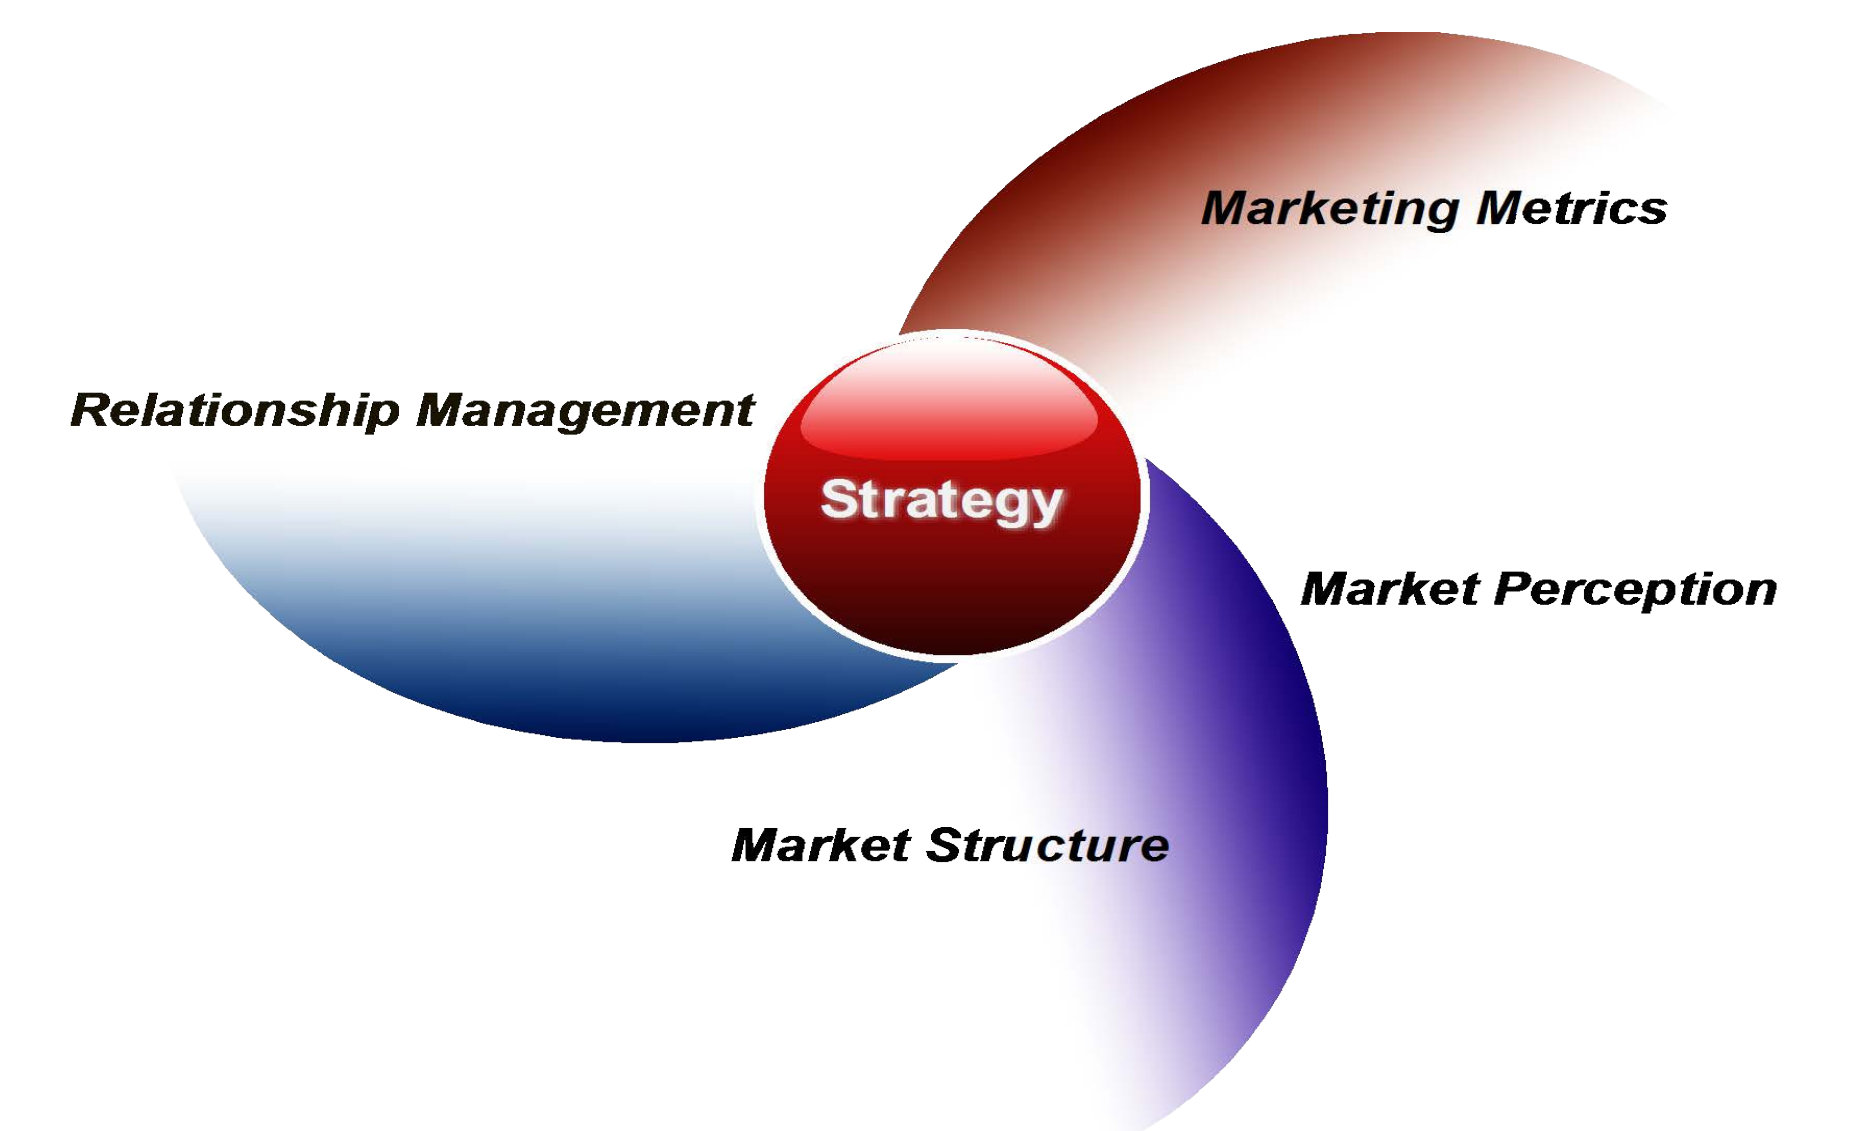 Marketing Metrics
Relationship Management
Strategy
Market Perception
Market Structure